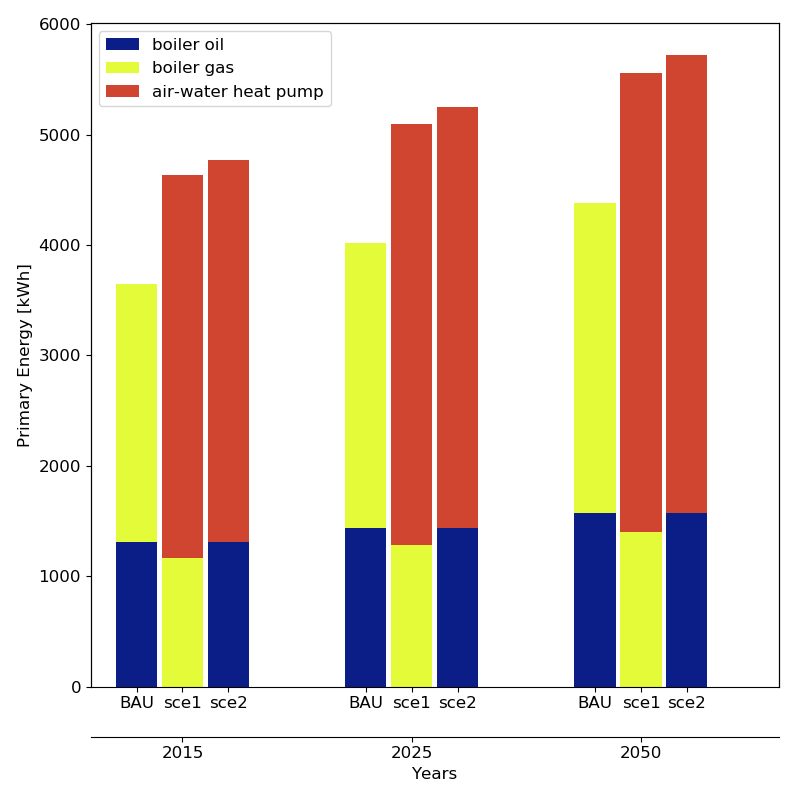 6000
boiler oil
boiler gas
air-water heat pump
5000
4000
3000
2000
1000
0
Primary Energy [kWh]
BAU sce1 sce2 BAU sce1 sce2 BAU sce1 sce2
2015 2025 2050
Years